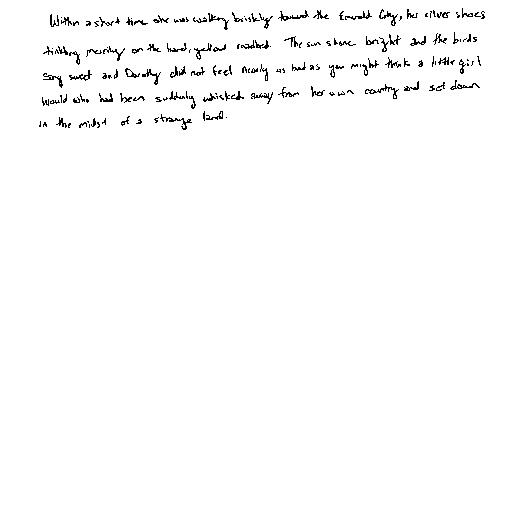 Within a short time she was walking briskly toward the Emerald City, her silver shoes
tinkling merrily on the hard, yellow roadbed. The sun shone bright and the birds
sang sweet and Dorothy did not feel nearly as bad as you might think a little girl
would who had been suddenly whisked away from her own country and set down
in the midst of a strange land.